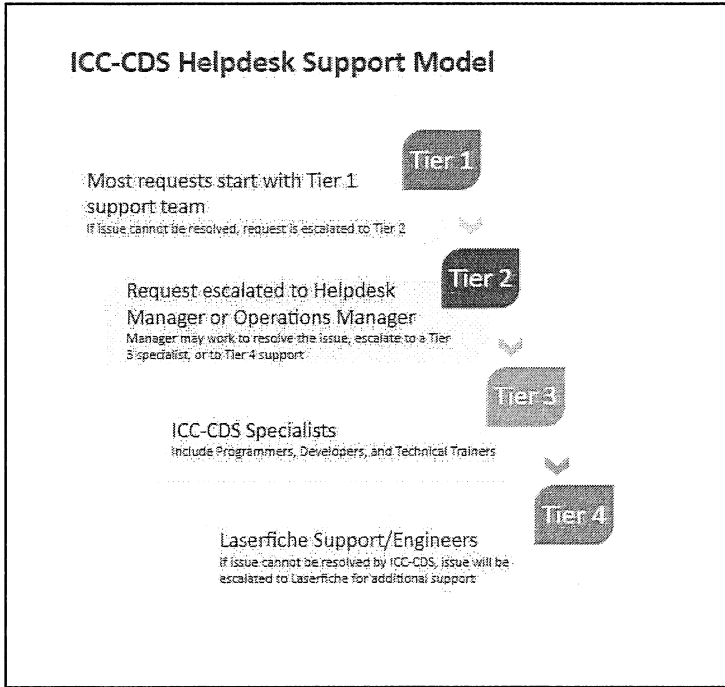 ICC-CDS Helpdesk Support Model
Tier 1
Most requests start with Tier 1
support team
If issue cannot be resolved, request is escalated to Tier 2
Tier 2
Request escalated to Helpdesk
Manager or Operations Manager
Manager may work to resolve the issue, escalate to a Tier
3 specialist, or to Tier 4 support
Tier 3
ICC-CDS Specialists
Include Programmers, Developers, and Technical Trainers
Tier 4
Laserfiche Support/Engineers
If issue cannot be resolved by ICC-CDS, issue will be
escalated to Laserfiche for additional support